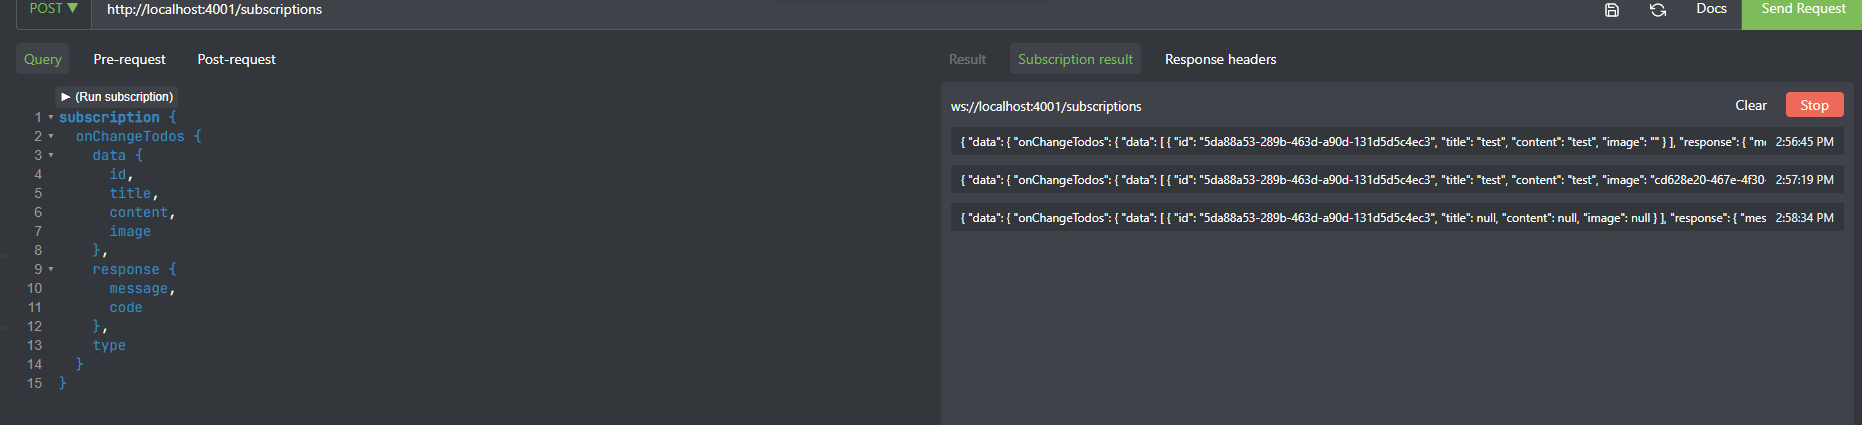 POST ▼ http://localhost:4001/subscriptions Docs Send Request
Query Pre-request Post-request
Result Subscription result Response headers
▶ (Run subscription)
1 subscription {
2 onChangeTodos {
3 data {
4 id,
5 title,
6 content,
7 image
8 },
9 response {
10 message,
11 code
12 },
13 type
14 }
15 }
ws://localhost:4001/subscriptions Clear Stop
{ "data": { "onChangeTodos": { "data": [ { "id": "5da88a53-289b-463d-a90d-131d5d5c4ec3", "title": "test", "content": "test", "image": "" } ], "response": { "me 2:56:45 PM
{ "data": { "onChangeTodos": { "data": [ { "id": "5da88a53-289b-463d-a90d-131d5d5c4ec3", "title": "test", "content": "test", "image": "cd628e20-467e-4f30- 2:57:19 PM
{ "data": { "onChangeTodos": { "data": [ { "id": "5da88a53-289b-463d-a90d-131d5d5c4ec3", "title": null, "content": null, "image": null } ], "response": { "mes 2:58:34 PM